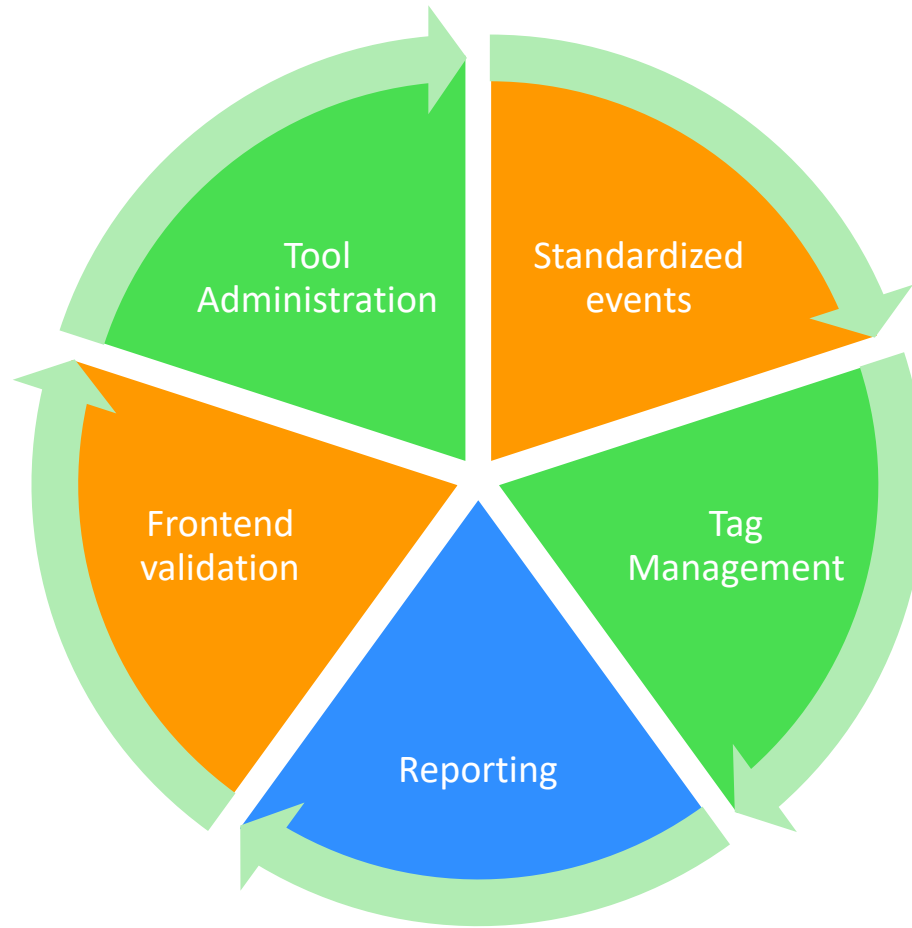 Tool
Administration
Standardized
events
Frontend
validation
Tag
Management
Reporting